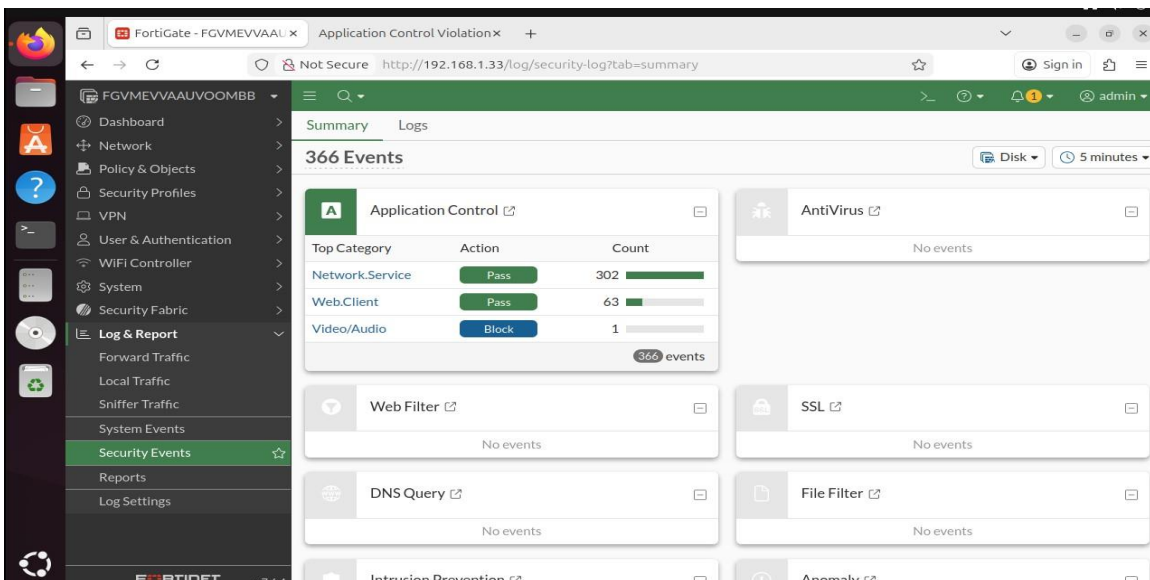 FortiGate - FGVMEVVAAU
Application Control Violation
Not Secure http://192.168.1.33/log/security-log?tab=summary
Sign in
FGVMEVVAAUVOOMBB
admin
1
Dashboard
Network
Policy & Objects
Security Profiles
VPN
User & Authentication
WiFi Controller
System
Security Fabric
Log & Report
Forward Traffic
Local Traffic
Sniffer Traffic
System Events
Security Events
Reports
Log Settings
Summary Logs
366 Events
Disk
5 minutes
Application Control
Top Category Action Count
Network.Service Pass 302
Web.Client Pass 63
Video/Audio Block 1
366 events
AntiVirus
No events
Web Filter
No events
SSL
No events
DNS Query
No events
File Filter
No events
Intrusion Prevention
Anomaly